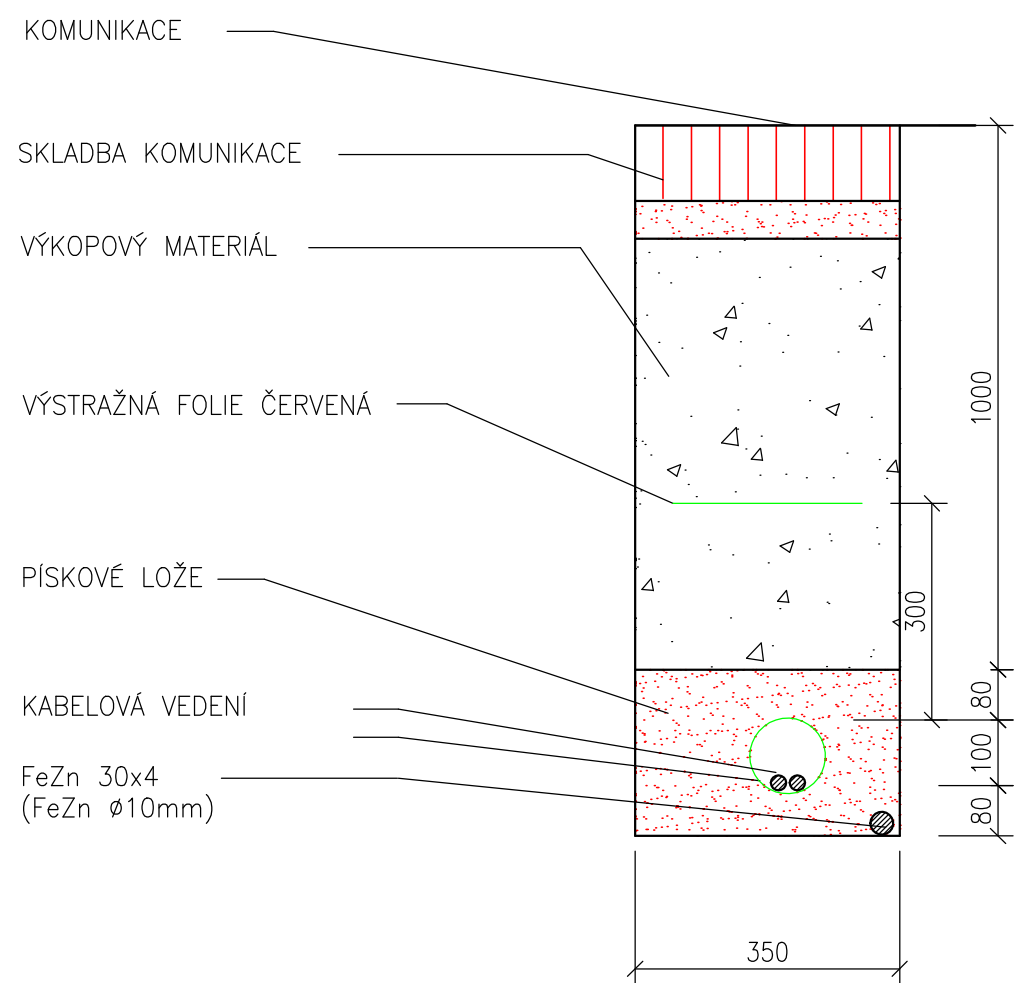 KOMUNIKACE
SKLADBA KOMUNIKACE
VÝKOPOVÝ MATERIÁL
VÝSTRAŽNÁ FOLIE ČERVENÁ
PÍSKOVÉ LOŽE
KABELOVÁ VEDENÍ
FeZn 30x4
(FeZn Ø10mm)
1000
300
80
100
80
350